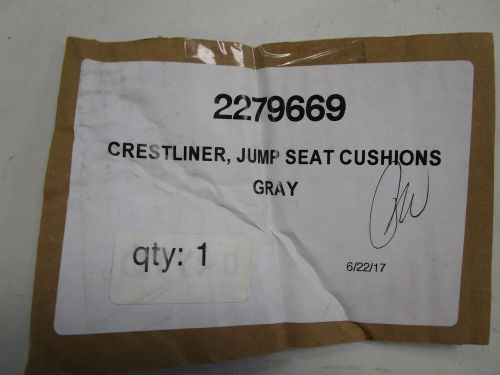 2279669
CRESTLINER, JUMP SEAT CUSHIONS
GRAY
qty: 1
6/22/17